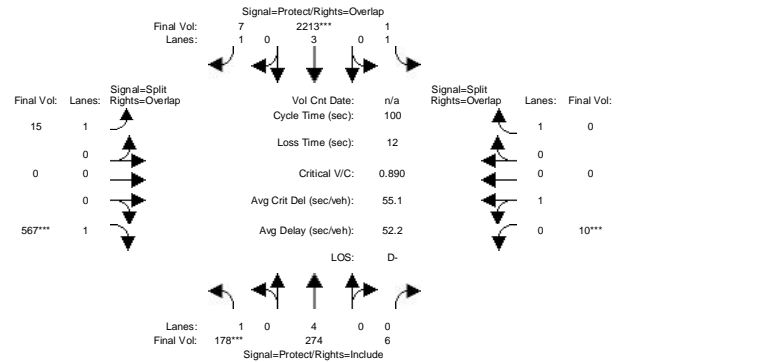 Signal=Protect/Rights=Overlap
Final Vol: 7 2213*** 1
Lanes: 1 0 3 0 1
Signal=Split Signal=Split
Final Vol: Lanes: Rights=Overlap Vol Cnt Date: n/a Rights=Overlap Lanes: Final Vol:
Cycle Time (sec): 100
15 1 1 0
Loss Time (sec): 12
0 0
0 0 Critical V/C: 0.890 0 0
0 Avg Crit Del (sec/veh): 55.1 1
567*** 1 Avg Delay (sec/veh): 52.2 0 10***
LOS: D-
Lanes: 1 0 4 0 0
Final Vol: 178*** 274 6
Signal=Protect/Rights=Include